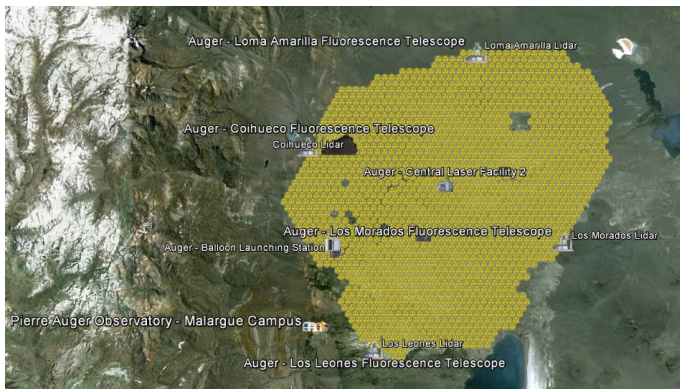 Auger - Loma Amarilla Fluorescence Telescope
Loma Amarilla Lidar
Auger - Coihueco Fluorescence Telescope
Coihueco Lidar
Auger - Central Laser Facility 2
Auger - Los Morados Fluorescence Telescope
Los Morados Lidar
Auger - Balloon Launching Station
Pierre Auger Observatory - Malargue Campus
Los Leones Lidar
Auger - Los Leones Fluorescence Telescope